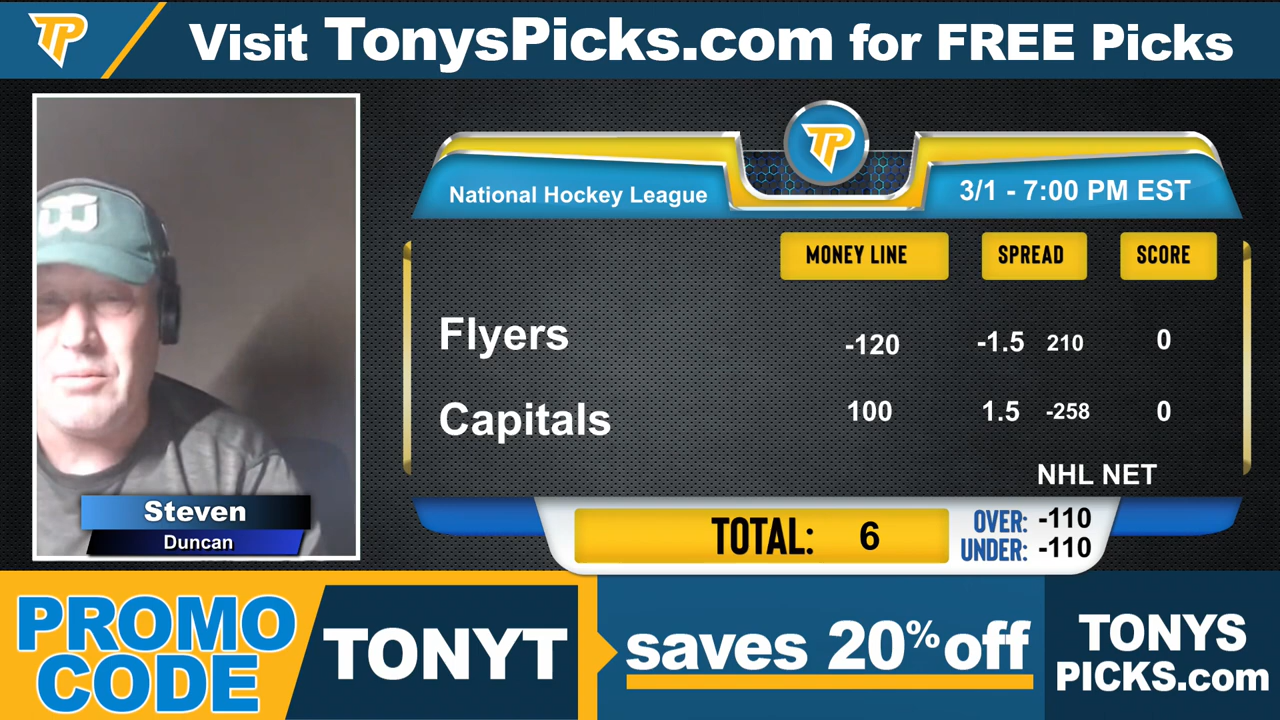 TP
Visit TonysPicks.com for FREE Picks
TP
National Hockey League
3/1 - 7:00 PM EST
MONEY LINE
SPREAD
SCORE
Flyers
-120
-1.5
210
0
Capitals
100
1.5
-258
0
NHL NET
TOTAL:
6
OVER: -110
UNDER: -110
Steven
Duncan
PROMO
CODE
TONYT
saves 20% off
TONYS
PICKS.com